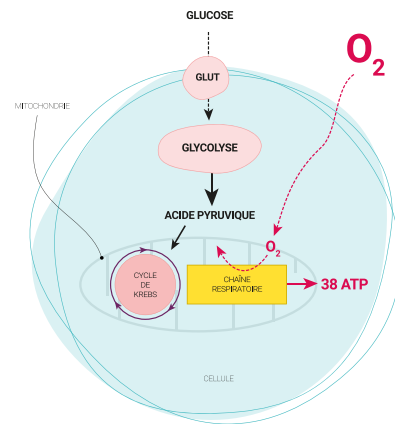 GLUCOSE
O2
GLUT
MITOCHONDRIE
GLYCOLYSE
ACIDE PYRUVIQUE
O2
CYCLE
DE
KREBS
CHAÎNE
RESPIRATOIRE
38 ATP
CELLULE